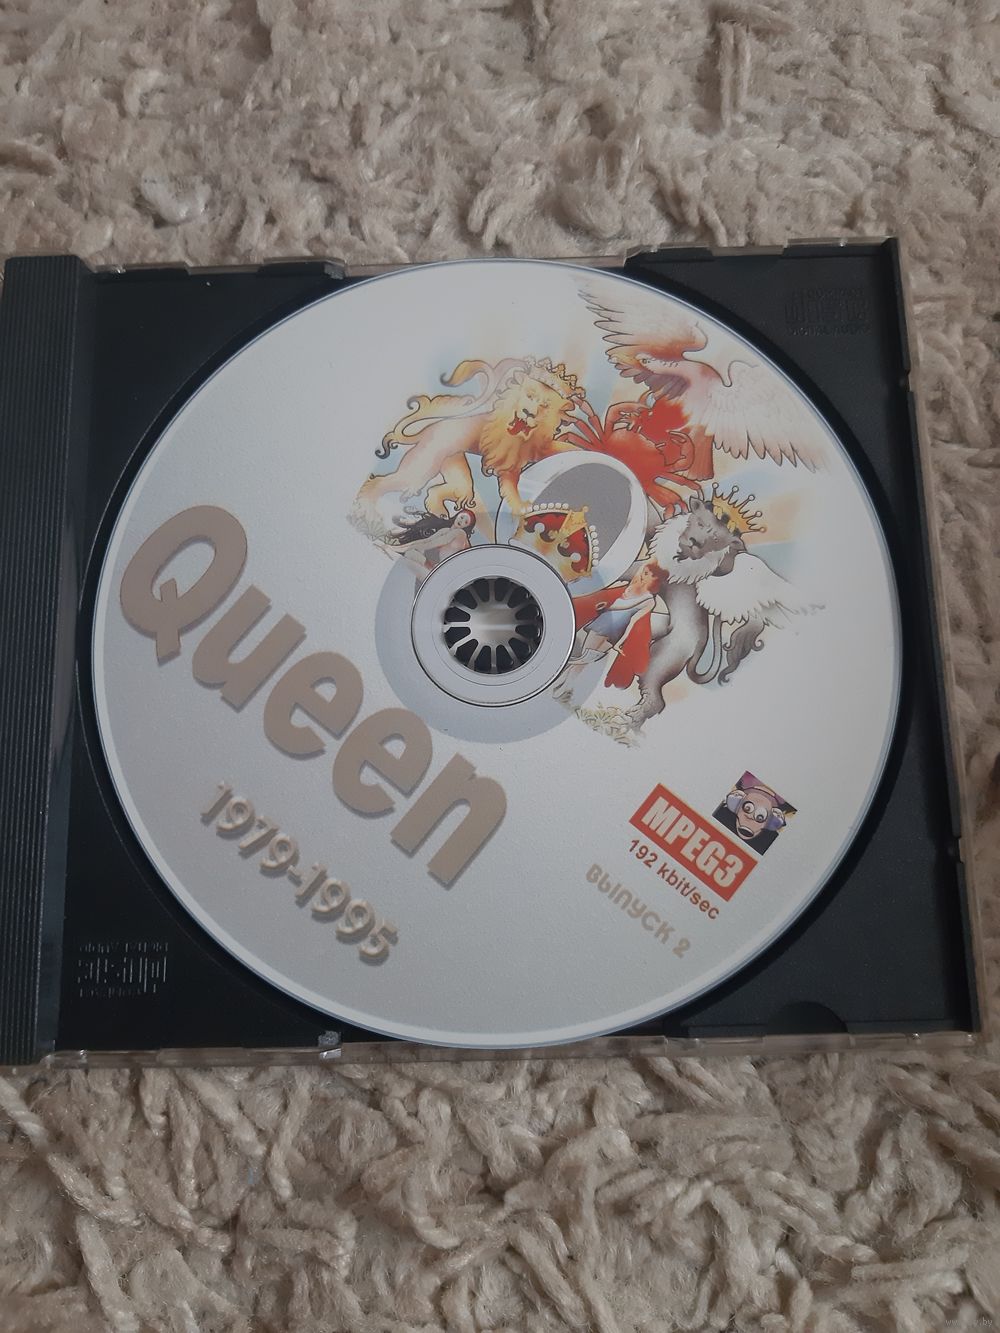 Queen
1979-1995
MPEG3
192 kbit/sec
Выпуск 2